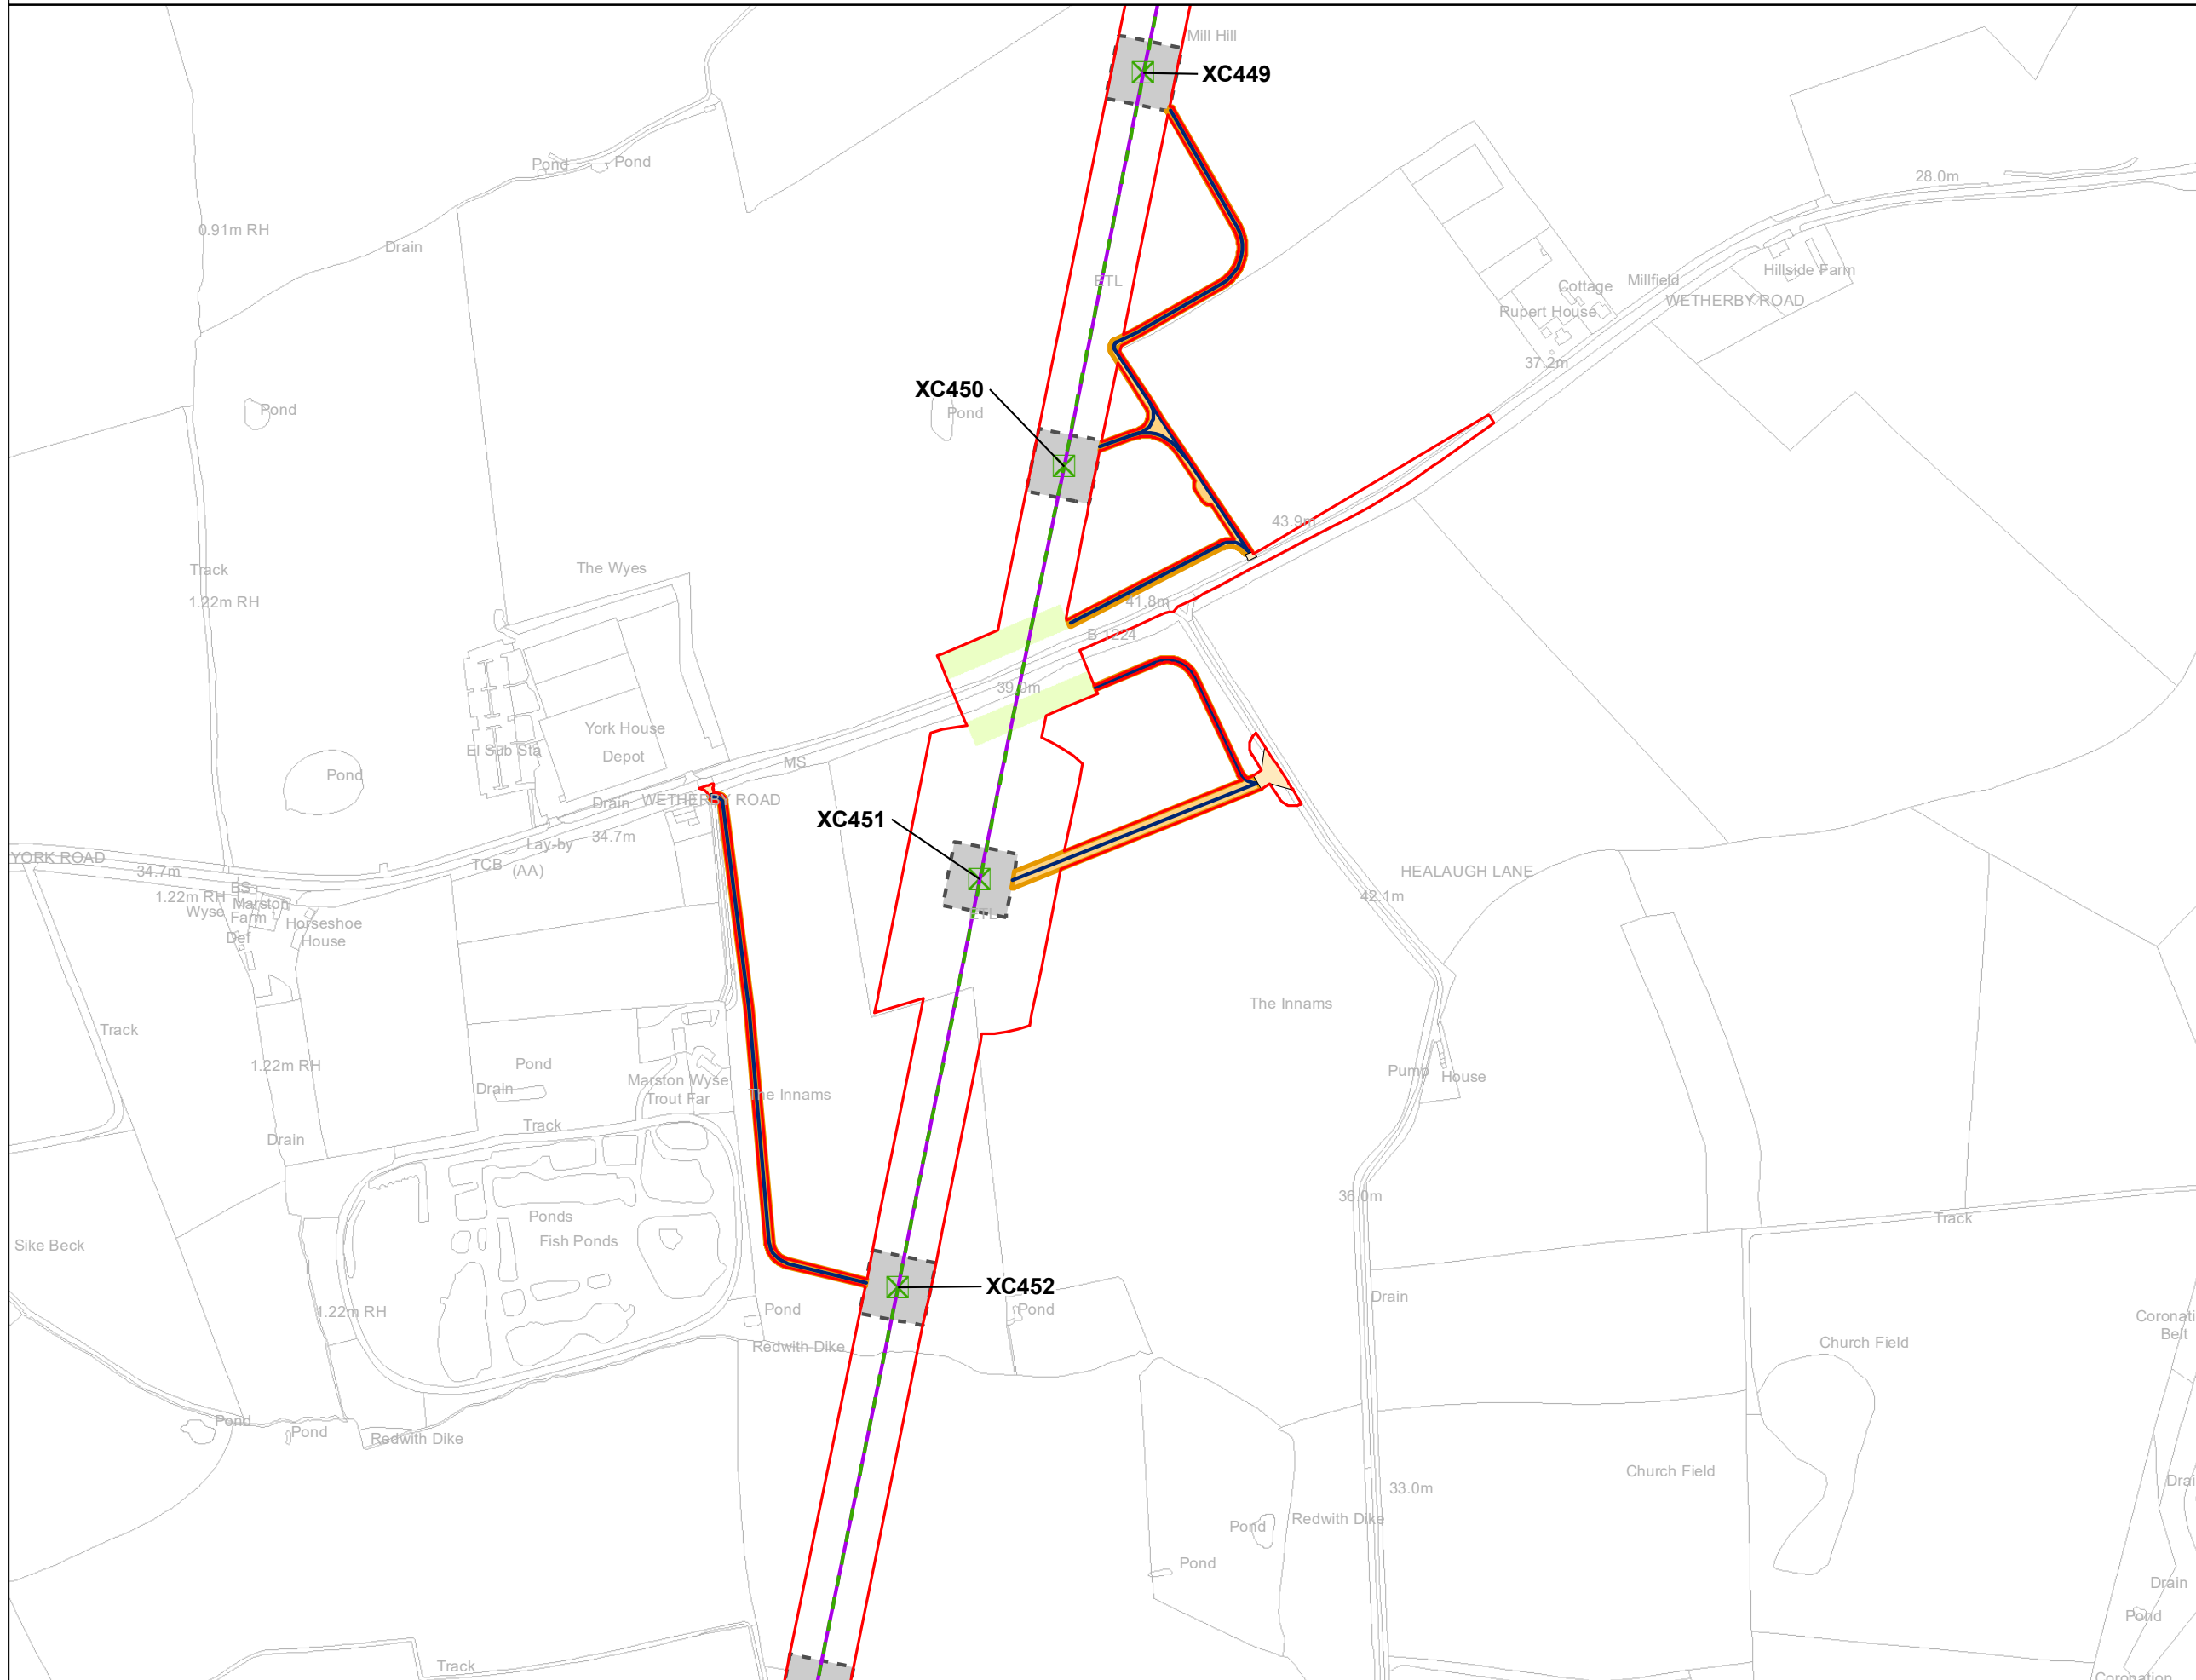 Mill Hill
XC449
Pond
Pond
28.0m
0.91m RH
Drain
ETL
Hillside Farm
Cottage
Millfield
WETHERBY ROAD
Rupert House
37.2m
XC450
Pond
Pond
43.9m
The Wyes
Track
1.22m RH
41.8m
B 1224
39.0m
York House
Depot
El Sub Sta
MS
Pond
Drain
WETHERBY ROAD
XC451
34.7m
Lay-by
YORK ROAD
TCB
(AA)
34.7m
HEALAUGH LANE
BS
1.22m RH
Marston
Wyse
Farm
42.1m
Horseshoe
House
Def
ETL
The Innams
Track
Pond
1.22m RH
Drain
Marston Wyse
Trout Far
The Innams
Pump
House
Track
Drain
36.0m
Ponds
Track
Sike Beck
Fish Ponds
XC452
Drain
1.22m RH
Pond
Pond
Coronati
Belt
Church Field
Redwith Dike
Pond
Pond
Redwith Dike
Church Field
Drai
33.0m
Redwith Dike
Pond
Pond
Drain
Pond
Track
Coronation